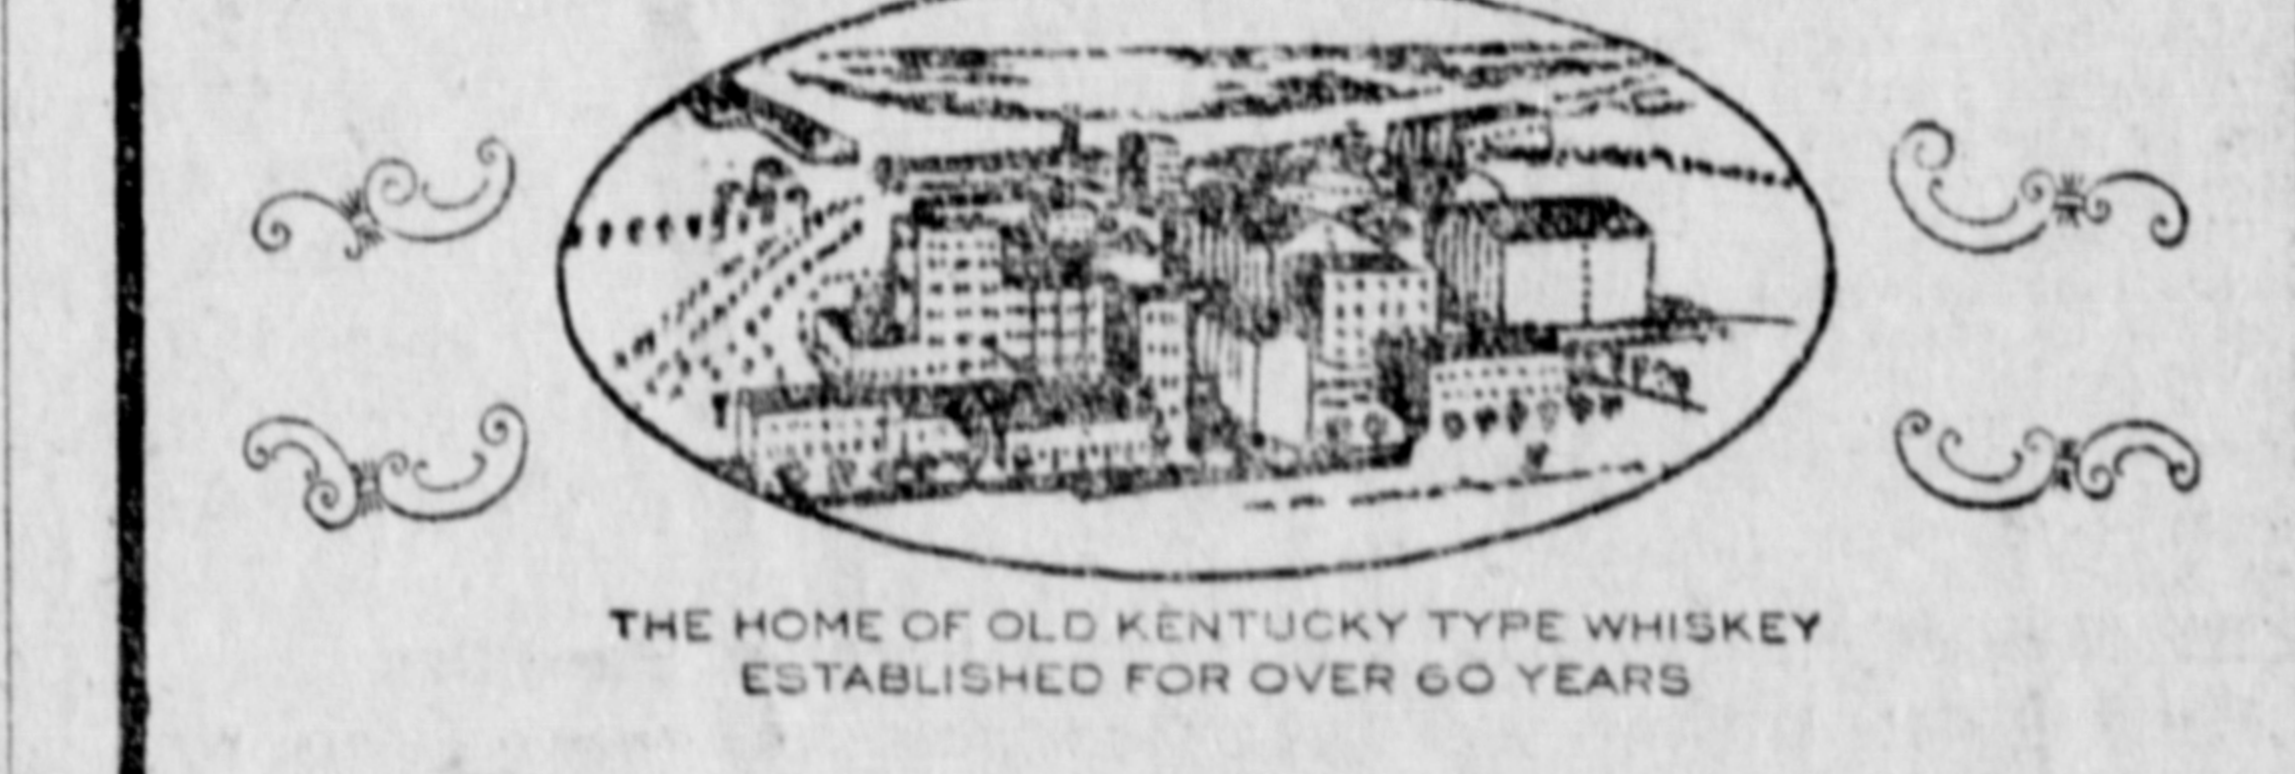 THE HOME OF OLD KENTUCKY TYPE WHISKEY
ESTABLISHED FOR OVER 60 YEARS